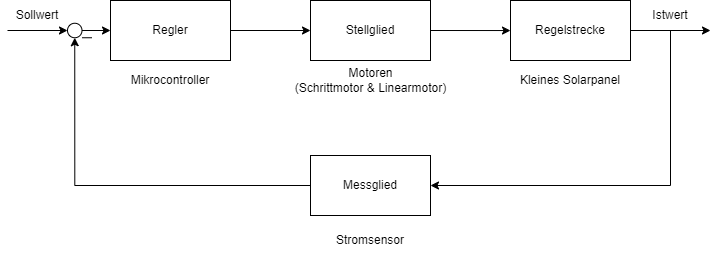 Sollwert
Istwert
Regler
Stellglied
Regelstrecke
Mikrocontroller
Motoren
(Schrittmotor & Linearmotor)
Kleines Solarpanel
Messglied
Stromsensor